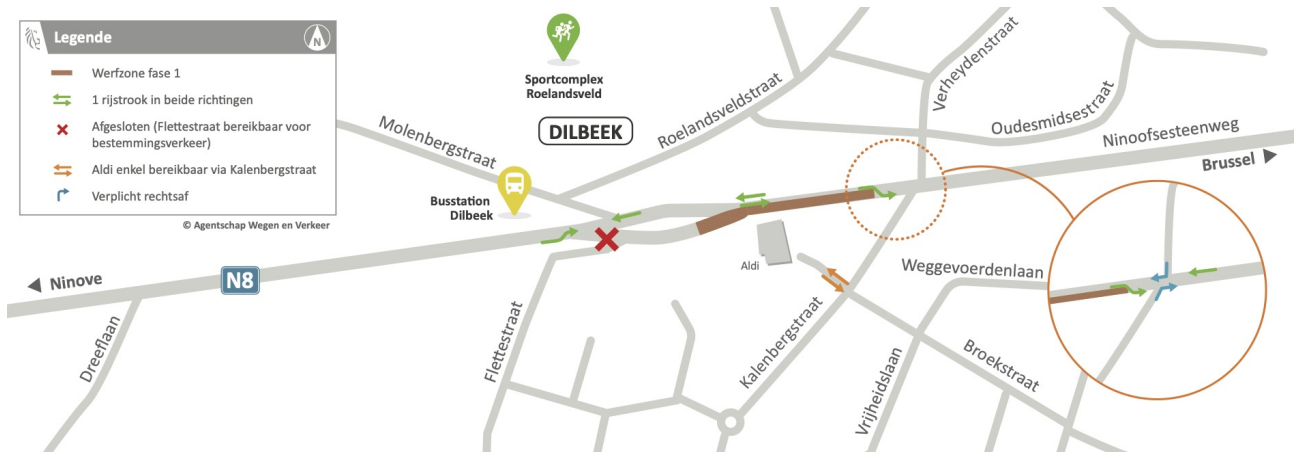 Legende
N
Werfzone fase 1
1 rijstrook in beide richtingen
Afgesloten (Flettestraat bereikbaar voor
bestemmingsverkeer)
Aldi enkel bereikbaar via Kalenbergstraat
Verplicht rechtsaf
© Agentschap Wegen en Verkeer
Sportcomplex
Roelandsveld
DILBEEK
Molenbergstraat
Roelandsveldstraat
Verheydenstraat
Oudesmidsestraat
Ninoofsesteenweg
Brussel
Busstation
Dilbeek
Ninove
N8
Aldi
Weggevoerdenlaan
Dreeflaan
Flettestraat
Kalenbergstraat
Vrijheidslaan
Broekstraat